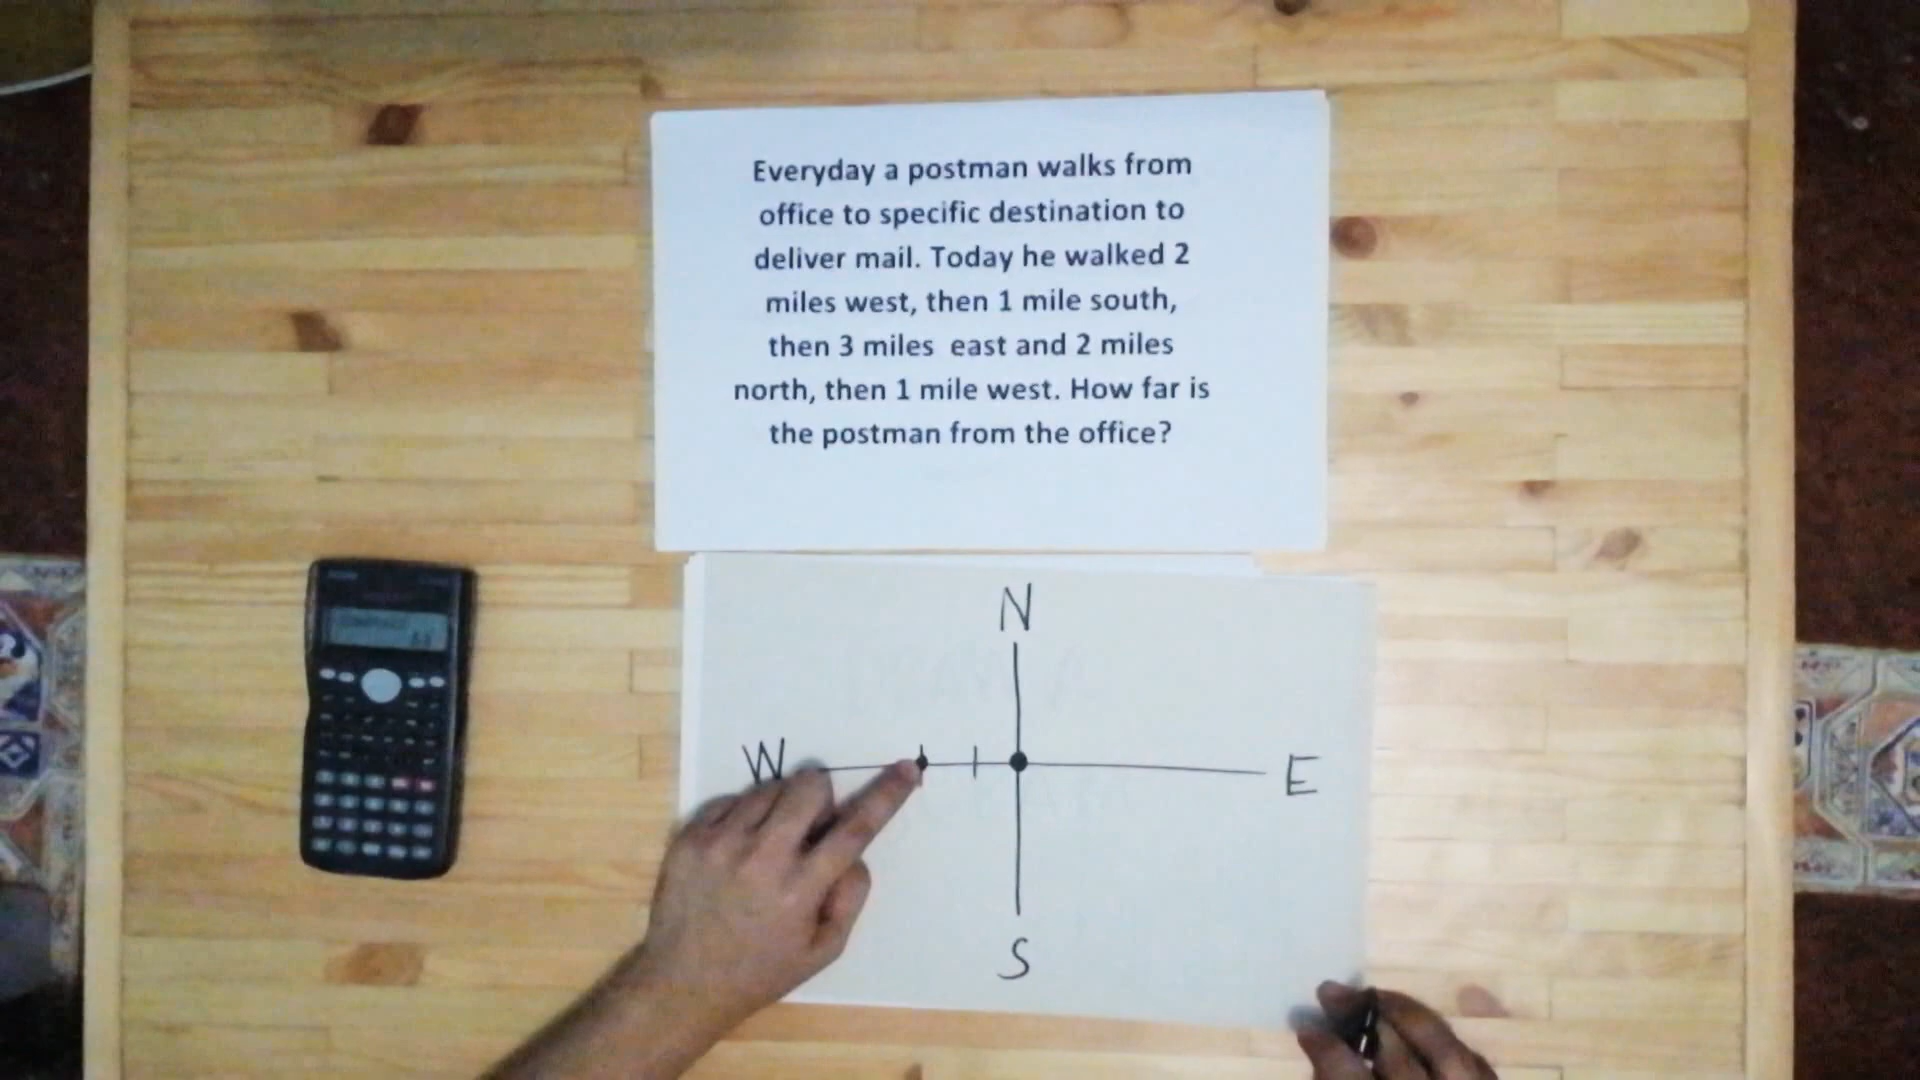 Everyday a postman walks from
office to specific destination to
deliver mail. Today he walked 2
miles west, then 1 mile south,
then 3 miles east and 2 miles
north, then 1 mile west. How far is
the postman from the office?
N
W
E
S